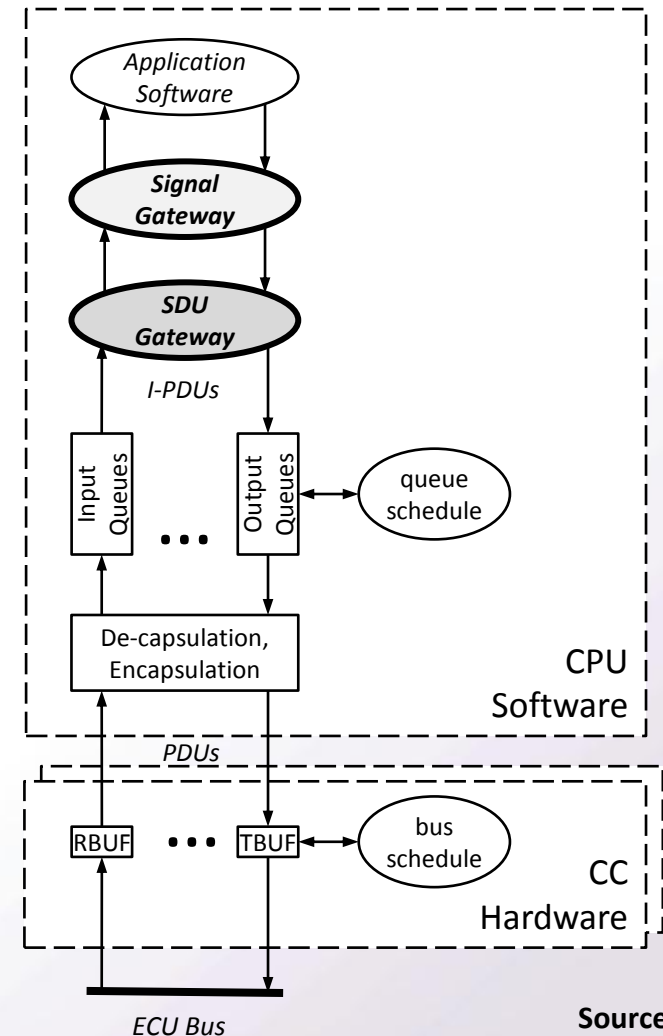 Application
Software
Signal
Gateway
SDU
Gateway
I-PDUs
Input
Queues
Output
Queues
queue
schedule
De-capsulation,
Encapsulation
CPU
Software
PDUs
RBUF
TBUF
bus
schedule
CC
Hardware
ECU Bus
Source